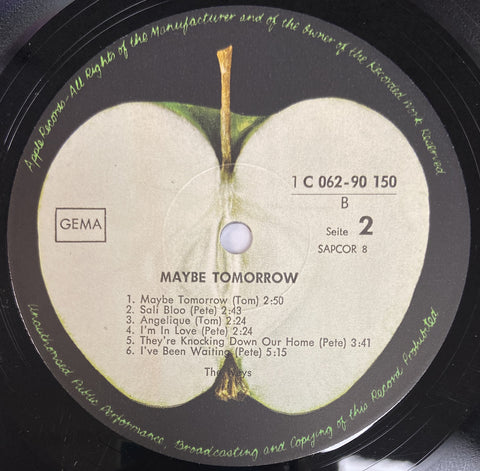 Apple Records · All Rights of the Manufacturer and of the Owner of the Recorded Work Reserved
1 C 062-90 150
B
GEMA
Seite 2
SAPCOR 8
MAYBE TOMORROW
1. Maybe Tomorrow (Tom) 2:50
2. Sali Bloo (Pete) 2:43
3. Angelique (Tom) 2:24
4. I'm In Love (Pete) 2:24
5. They're Knocking Down Our Home (Pete) 3:41
6. I've Been Waiting (Pete) 5:15
The Iveys
Unauthorized Public Performance, Broadcasting and Copying of this Record Prohibited